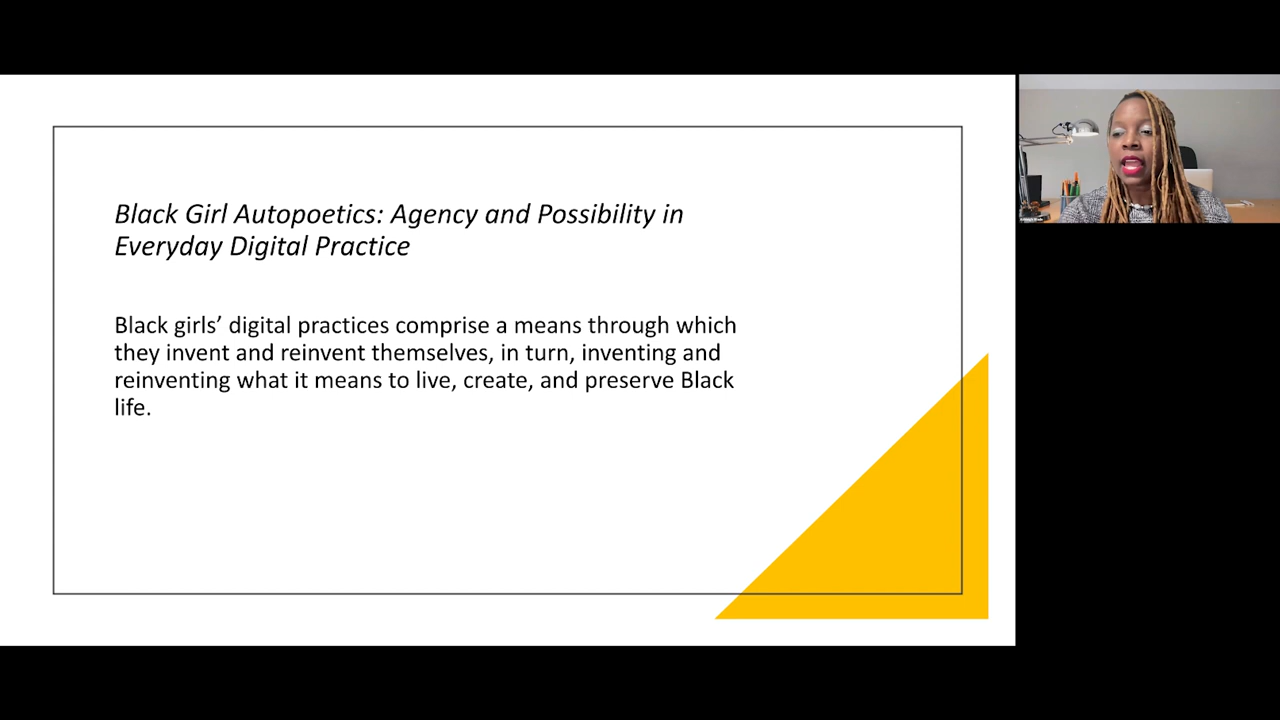 Black Girl Autopoetics: Agency and Possibility in
Everyday Digital Practice
Black girls’ digital practices comprise a means through which
they invent and reinvent themselves, in turn, inventing and
reinventing what it means to live, create, and preserve Black
life.